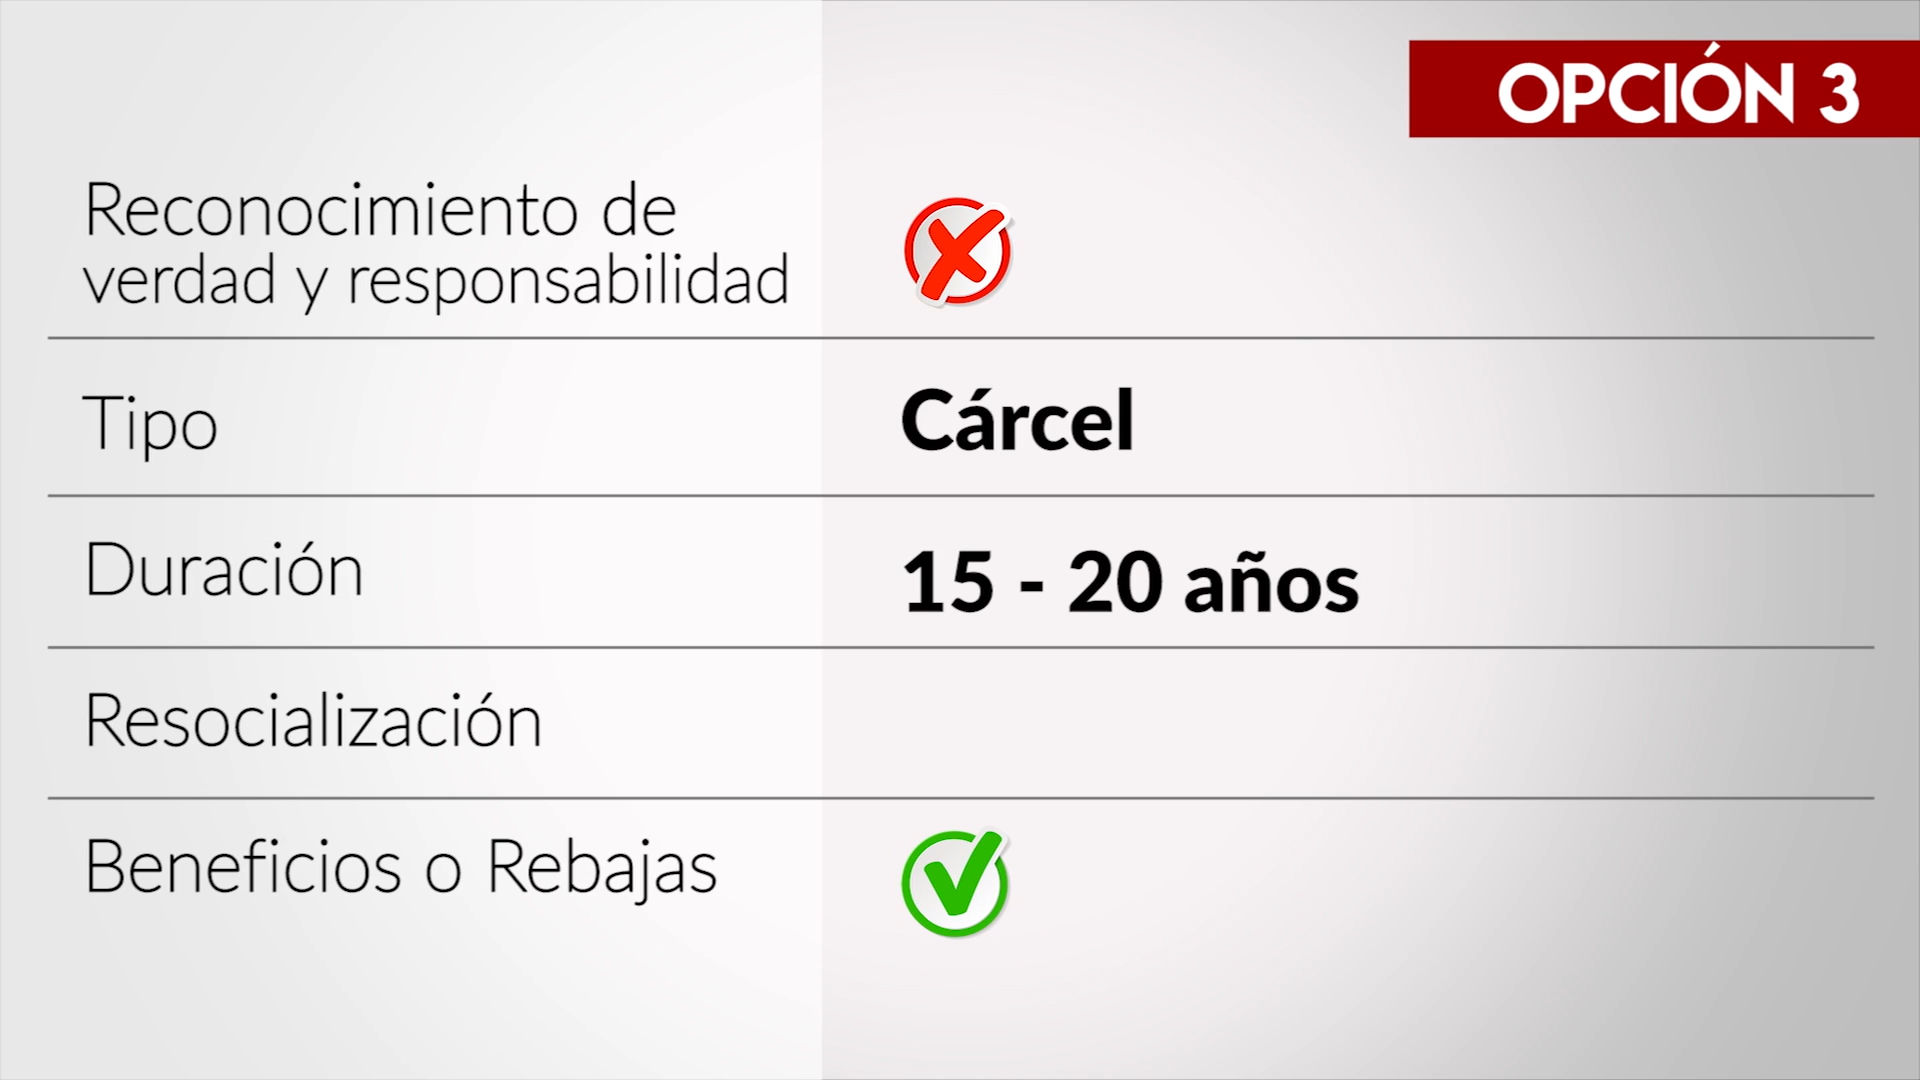 OPCIÓN 3
Reconocimiento de
verdad y responsabilidad
Tipo
Cárcel
Duración
15 - 20 años
Resocialización
Beneficios o Rebajas